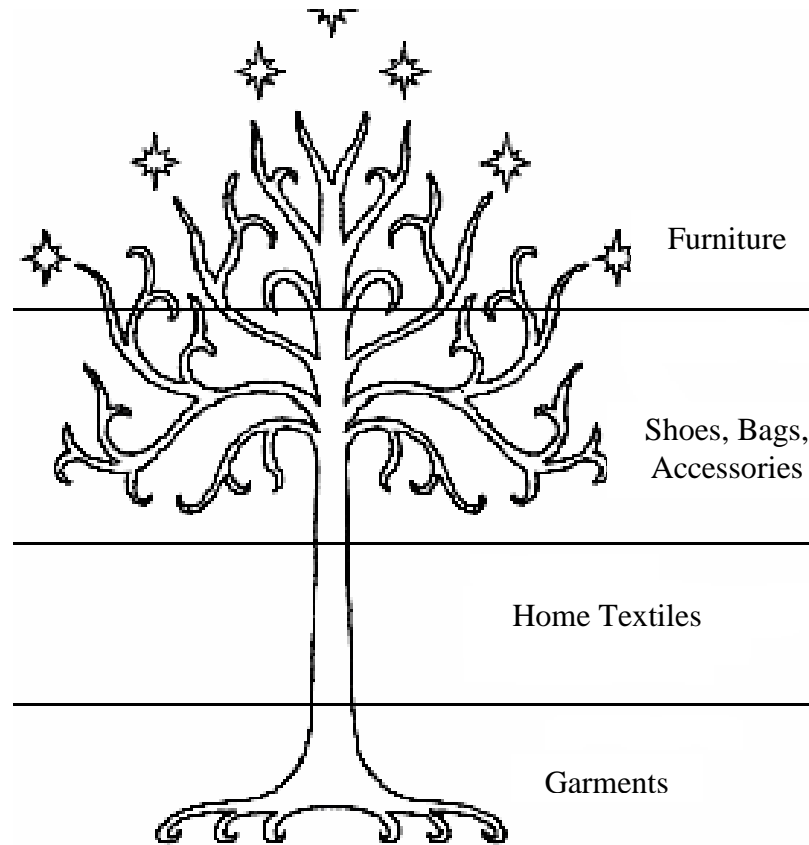 Furniture
Shoes, Bags,
Accessories
Home Textiles
Garments